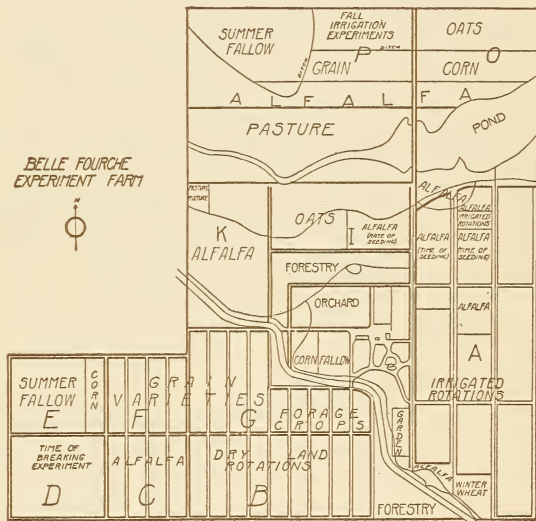 SUMMER
FALLOW
FALL
IRRIGATION
EXPERIMENTS
OATS
DITCH
P
DITCH
O
GRAIN
CORN
ALFALFA
PASTURE
POND
BELLE FOURCHE
EXPERIMENT FARM
N
PASTURE
MIXTURE
K
ALFALFA
OATS
I
ALFALFA
(RATE OF
SEEDING)
ALFALFA
ALFALFA
(TIME OF
SEEDING)
ALFALFA
IRRIGATED
ROTATIONS
ALFALFA
(TIME OF
SEEDING)
FORESTRY
ORCHARD
ALFALFA
CORN
FALLOW
A
IRRIGATED
ROTATIONS
SUMMER
FALLOW
E
CORN
GRAIN
VARIETIES
F
G
FORAGE
CROPS
GARDEN
TIME OF
BREAKING
EXPERIMENT
D
ALFALFA
C
DRY LAND
ROTATIONS
B
ALFALFA
WINTER
WHEAT
FORESTRY